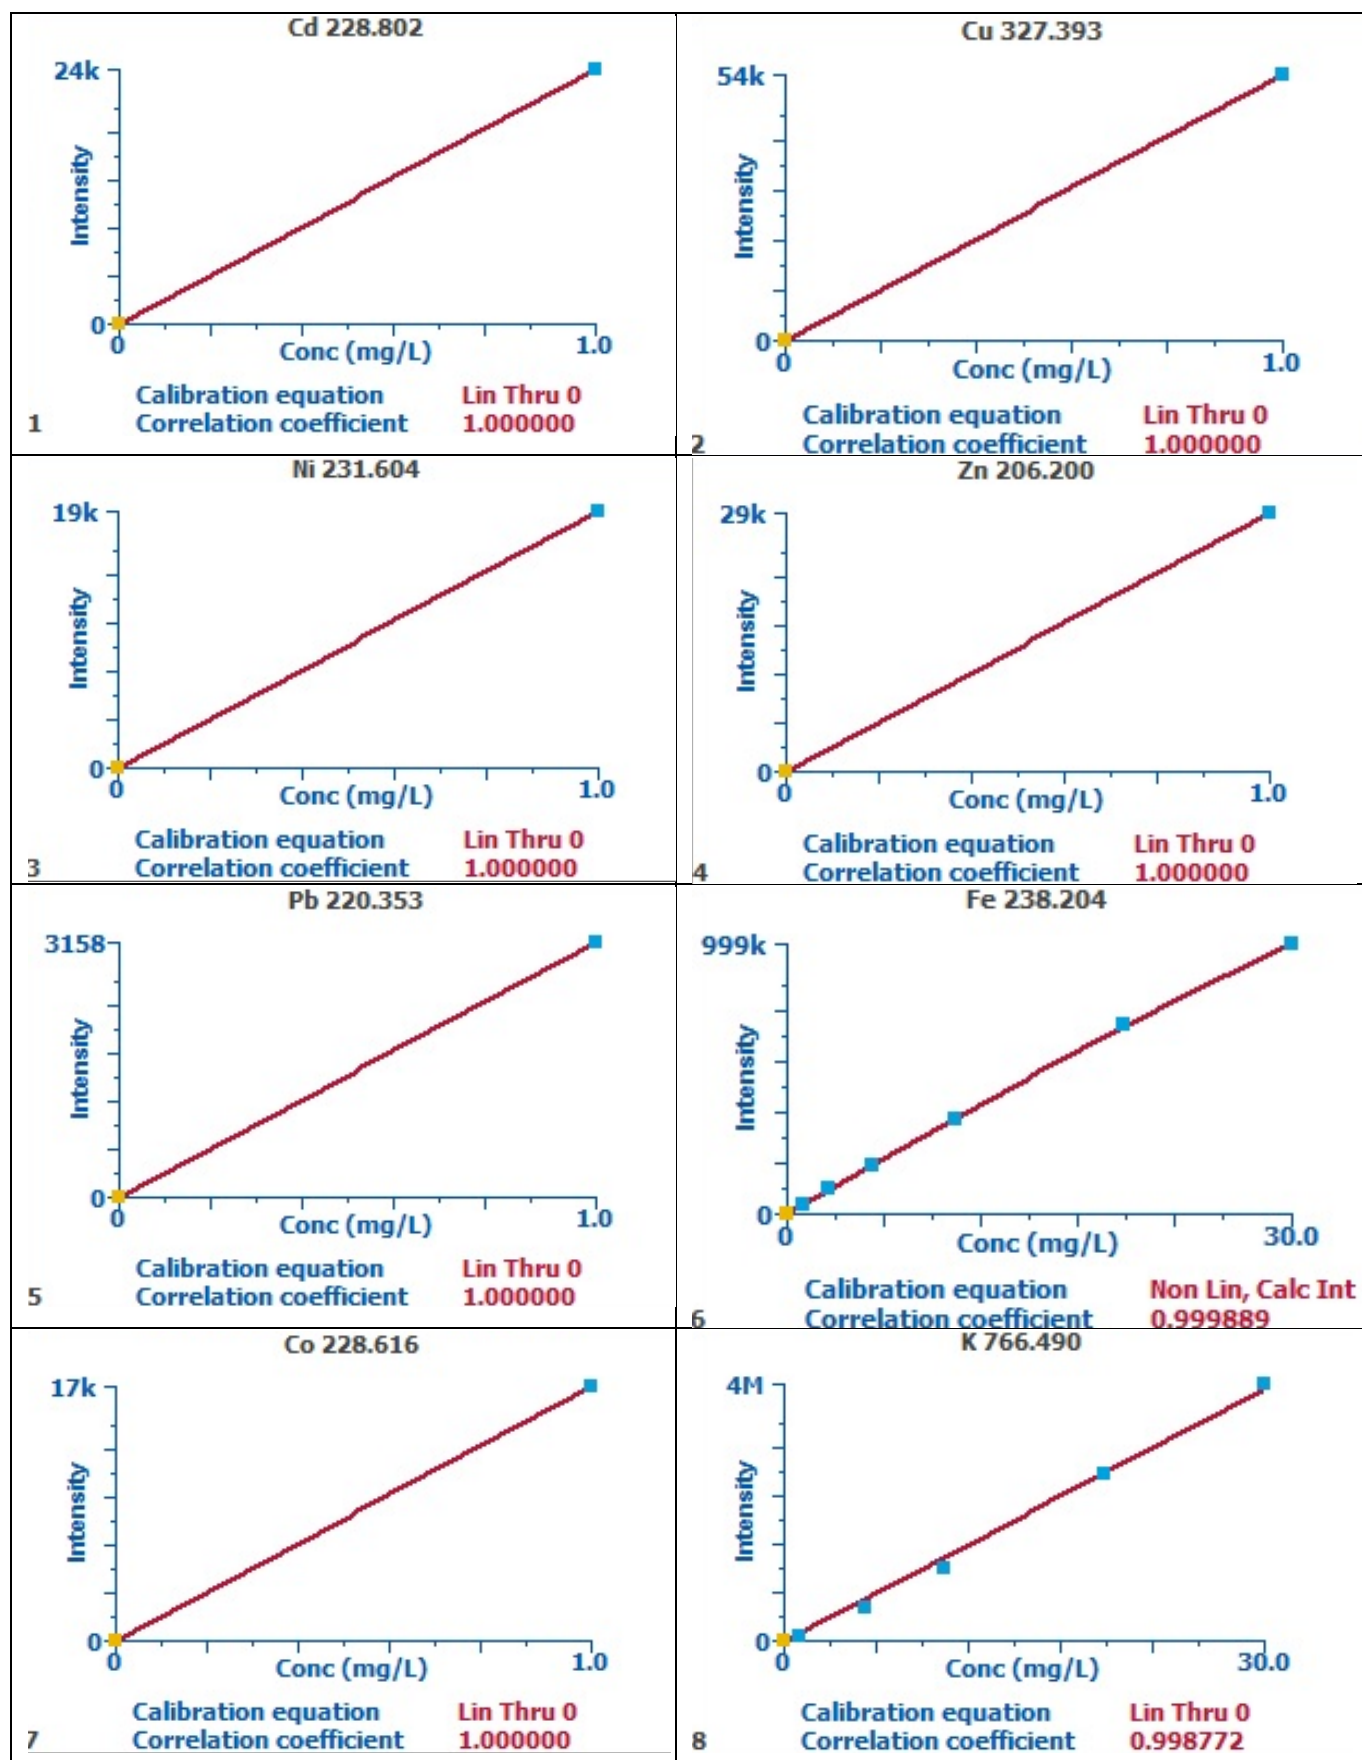 Cd 228.802
24k
Intensity
0
0 1.0
Conc (mg/L)
Calibration equation Lin Thru 0
1 Correlation coefficient 1.000000
Cu 327.393
54k
Intensity
0
0 1.0
Conc (mg/L)
Calibration equation Lin Thru 0
2 Correlation coefficient 1.000000
Ni 231.604
19k
Intensity
0
0 1.0
Conc (mg/L)
Calibration equation Lin Thru 0
3 Correlation coefficient 1.000000
Zn 206.200
29k
Intensity
0
0 1.0
Conc (mg/L)
Calibration equation Lin Thru 0
4 Correlation coefficient 1.000000
Pb 220.353
3158
Intensity
0
0 1.0
Conc (mg/L)
Calibration equation Lin Thru 0
5 Correlation coefficient 1.000000
Fe 238.204
999k
Intensity
0
0 30.0
Conc (mg/L)
Calibration equation Non Lin, Calc Int
6 Correlation coefficient 0.999889
Co 228.616
17k
Intensity
0
0 1.0
Conc (mg/L)
Calibration equation Lin Thru 0
7 Correlation coefficient 1.000000
K 766.490
4M
Intensity
0
0 30.0
Conc (mg/L)
Calibration equation Lin Thru 0
8 Correlation coefficient 0.998772